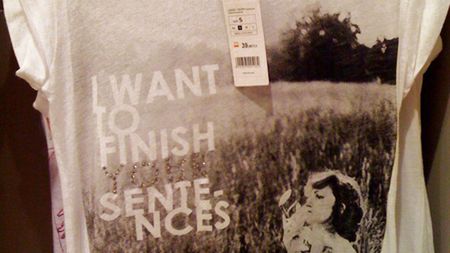 S
I WANT
TO
FINISH
YOUR
SENTE-
NCES